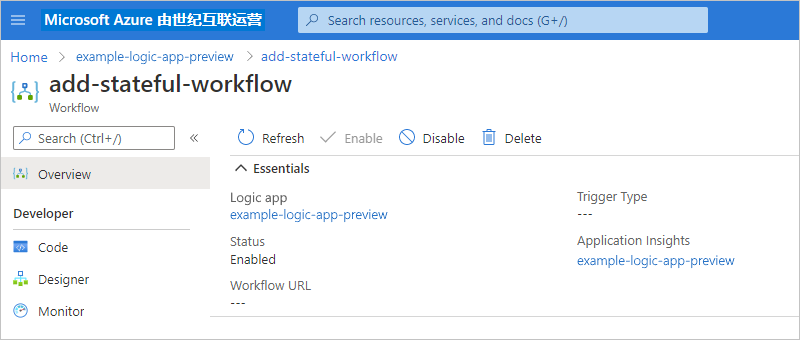 Microsoft Azure 由世纪互联运营
Search resources, services, and docs (G+/)
Home > example-logic-app-preview > add-stateful-workflow
add-stateful-workflow
Workflow
Search (Ctrl+/)
«
Refresh
Enable
Disable
Delete
Overview
Essentials
Developer
Code
Designer
Monitor
Logic app
example-logic-app-preview
Status
Enabled
Workflow URL
---
Trigger Type
---
Application Insights
example-logic-app-preview